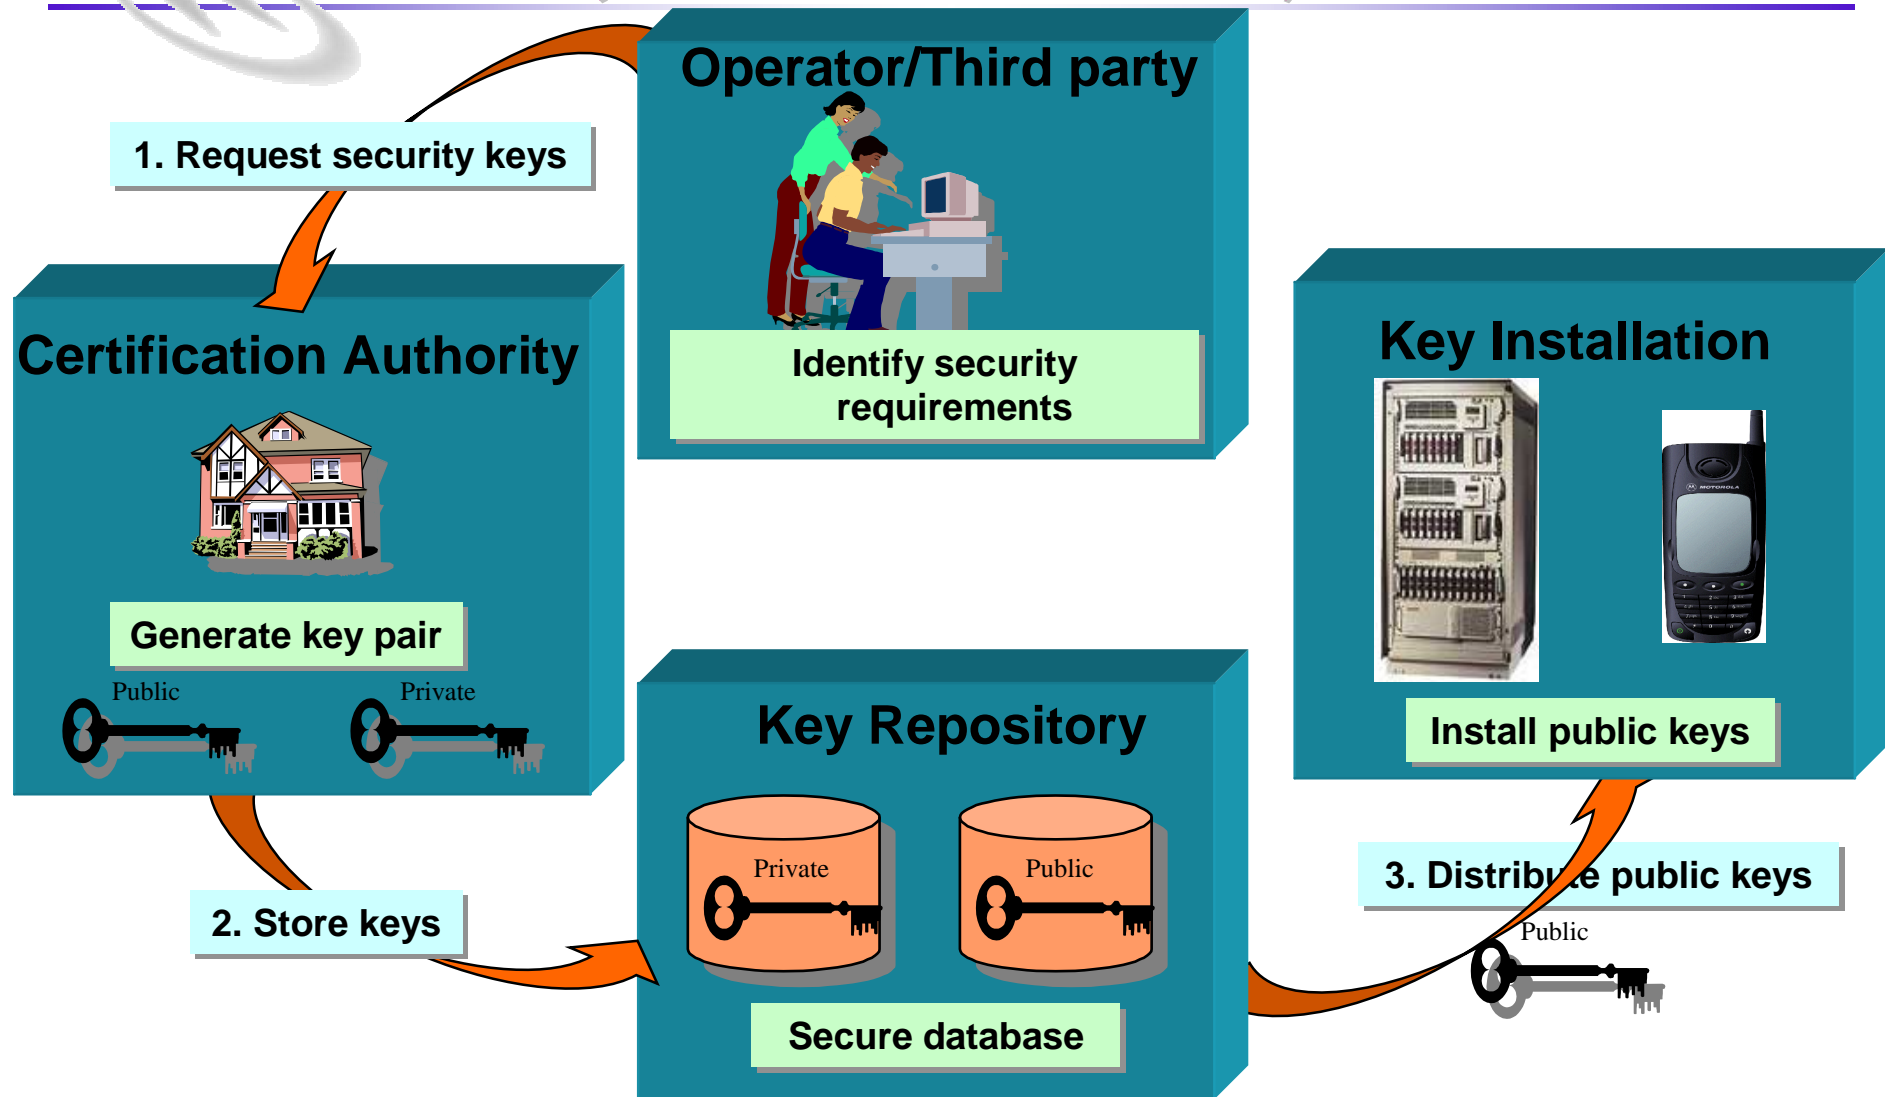 Operator/Third party
1. Request security keys
Identify security
requirements
Certification Authority
Generate key pair
Public
Private
Key Installation
MOTOROLA
Install public keys
Key Repository
Private
Public
Secure database
2. Store keys
3. Distribute public keys
Public